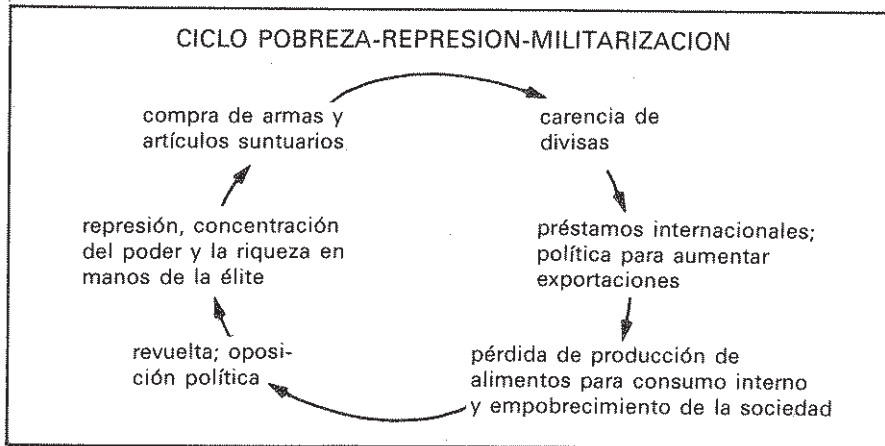 CICLO POBREZA-REPRESION-MILITARIZACION
compra de armas y
artículos suntuarios
carencia de
divisas
préstamos internacionales;
política para aumentar
exportaciones
pérdida de producción de
alimentos para consumo interno
y empobrecimiento de la sociedad
revuelta; oposi-
ción política
represión, concentración
del poder y la riqueza en
manos de la élite